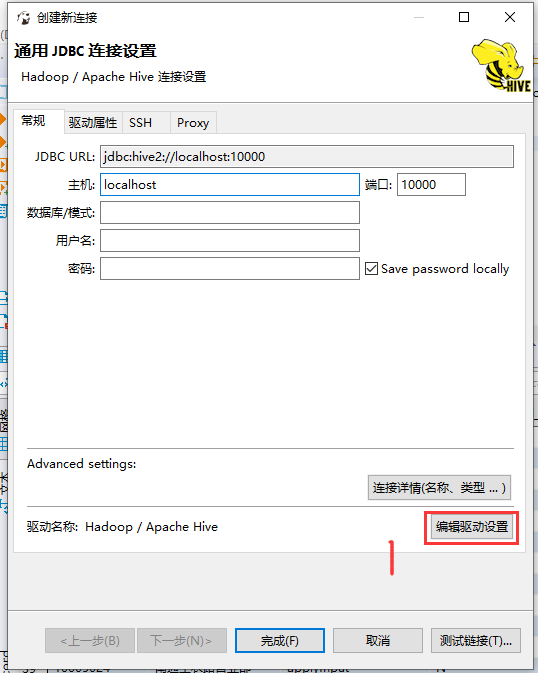 创建新连接
通用 JDBC 连接设置
Hadoop / Apache Hive 连接设置
HIVE
常规 驱动属性 SSH Proxy
JDBC URL: jdbc:hive2://localhost:10000
主机: localhost 端口: 10000
数据库/模式:
用户名:
密码: Save password locally
Advanced settings:
连接详情(名称、类型 ... )
驱动名称: Hadoop / Apache Hive 编辑驱动设置
<上一步(B) 下一步(N)> 完成(F) 取消 测试链接(T)...